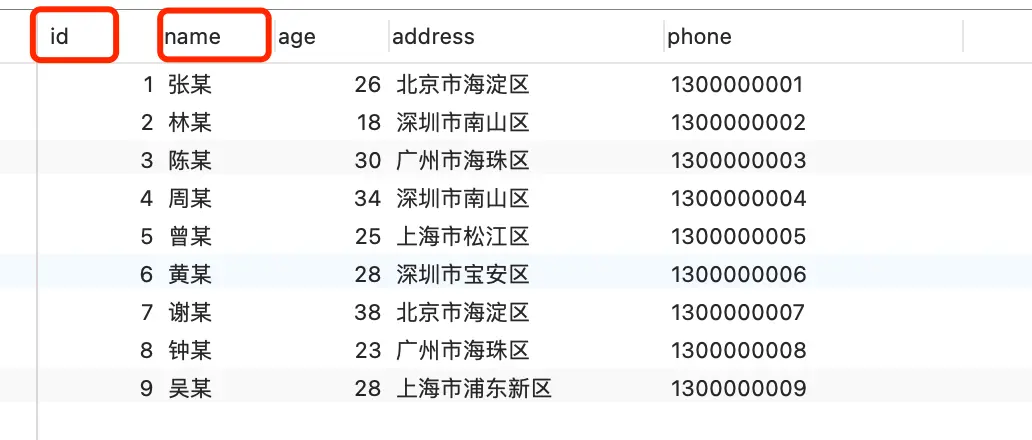 id name age address phone
1 张某 26 北京市海淀区 1300000001
2 林某 18 深圳市南山区 1300000002
3 陈某 30 广州市海珠区 1300000003
4 周某 34 深圳市南山区 1300000004
5 曾某 25 上海市松江区 1300000005
6 黄某 28 深圳市宝安区 1300000006
7 谢某 38 北京市海淀区 1300000007
8 钟某 23 广州市海珠区 1300000008
9 吴某 28 上海市浦东新区 1300000009